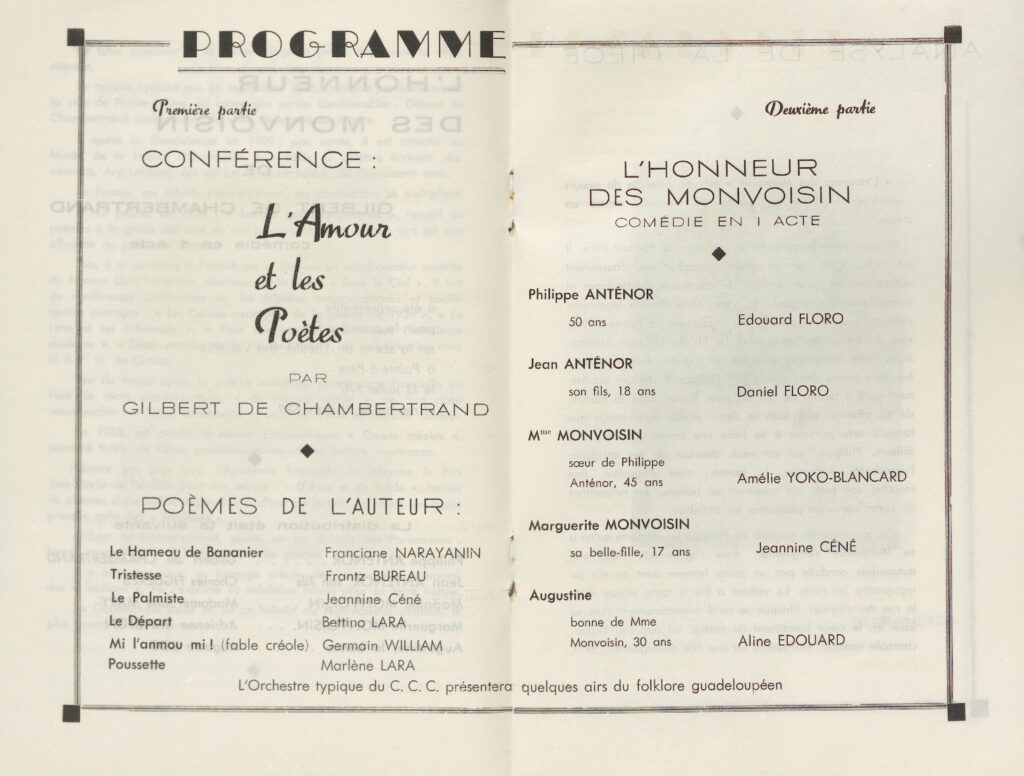 PROGRAMME
Première partie
CONFÉRENCE :
L'Amour
et les
Poètes
PAR
GILBERT DE CHAMBERTRAND
POÈMES DE L'AUTEUR :
Le Hameau de Bananier Franciane NARAYANIN
Tristesse Frantz BUREAU
Le Palmiste Jeannine Céné
Le Départ Bettino LARA
Mi l'anmou mi ! (fable créole) Germain WILLIAM
Poussette Marlène LARA
Deuxième partie
L'HONNEUR
DES MONVOISIN
COMÉDIE EN 1 ACTE
Philippe ANTÉNOR
50 ans Edouard FLORO
Jean ANTÉNOR
son fils, 18 ans Daniel FLORO
Mme MONVOISIN
sœur de Philippe
Anténor, 45 ans Amélie YOKO-BLANCARD
Marguerite MONVOISIN
sa belle-fille, 17 ans Jeannine CÉNÉ
Augustine
bonne de Mme
Monvoisin, 30 ans Aline EDOUARD
L'Orchestre typique du C. C. C. présentera quelques airs du folklore guadeloupéen